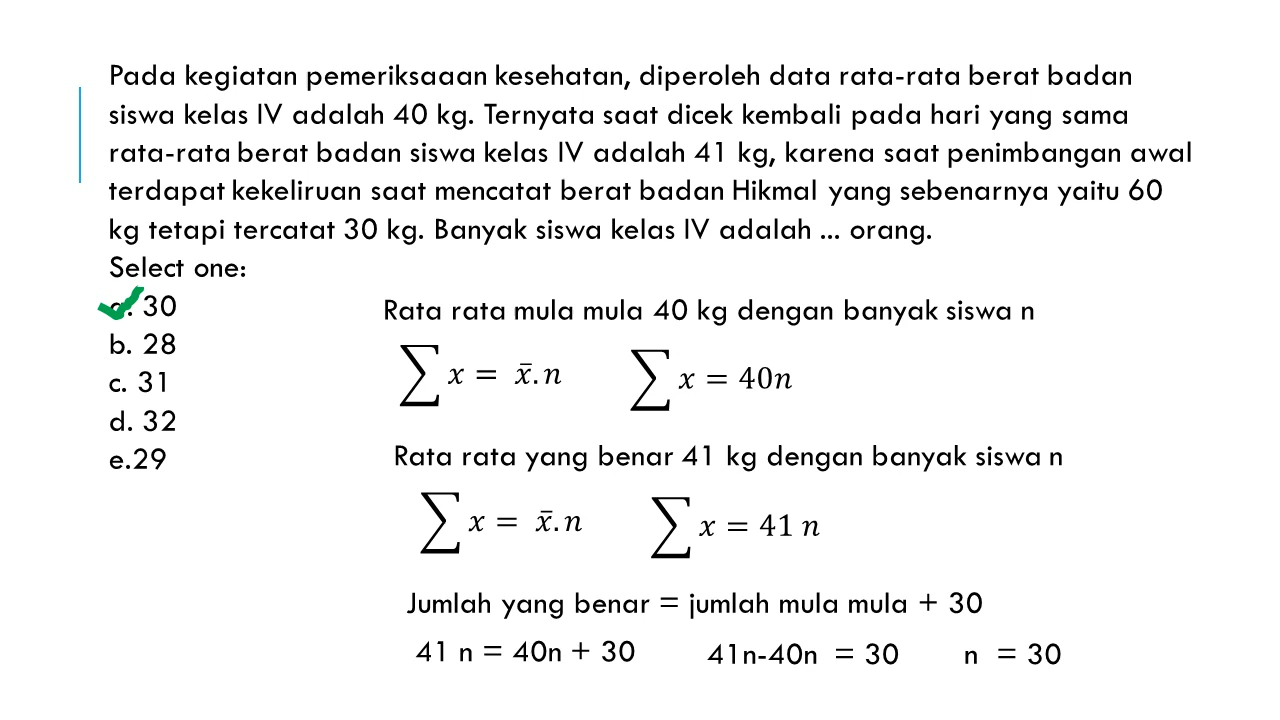 Pada kegiatan pemeriksaaan kesehatan, diperoleh data rata-rata berat badan
siswa kelas IV adalah 40 kg. Ternyata saat dicek kembali pada hari yang sama
rata-rata berat badan siswa kelas IV adalah 41 kg, karena saat penimbangan awal
terdapat kekeliruan saat mencatat berat badan Hikmal yang sebenarnya yaitu 60
kg tetapi tercatat 30 kg. Banyak siswa kelas IV adalah ... orang.
Select one:
a. 30
b. 28
c. 31
d. 32
e.29
Rata rata mula mula 40 kg dengan banyak siswa n
∑x = x̄.n ∑x = 40n
Rata rata yang benar 41 kg dengan banyak siswa n
∑x = x̄.n ∑x = 41 n
Jumlah yang benar = jumlah mula mula + 30
41 n = 40n + 30 41n-40n = 30 n = 30